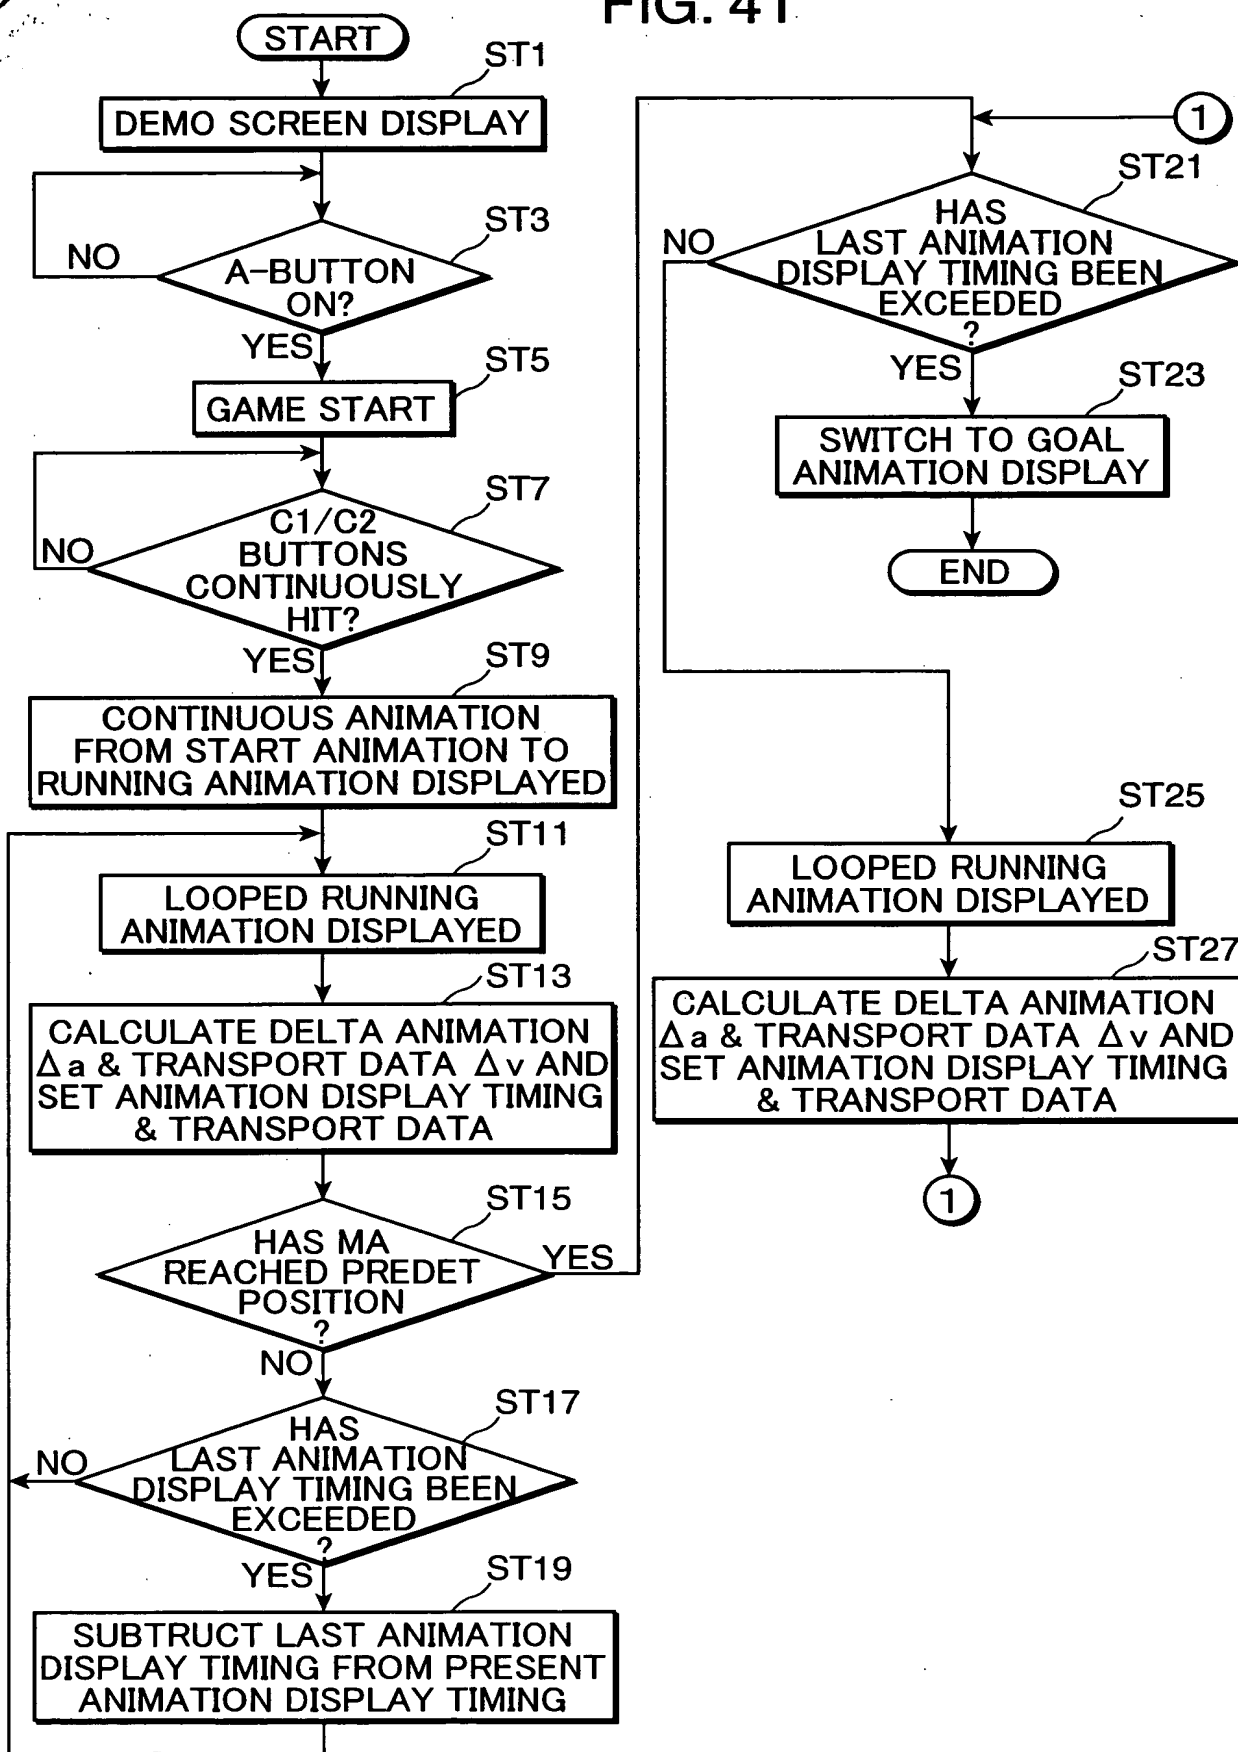 FIG. 41
START
ST1
DEMO SCREEN DISPLAY
ST3
NO
A-BUTTON
ON?
YES
ST5
GAME START
ST7
C1/C2
BUTTONS
CONTINUOUSLY
HIT?
NO
YES
ST9
CONTINUOUS ANIMATION
FROM START ANIMATION TO
RUNNING ANIMATION DISPLAYED
ST11
LOOPED RUNNING
ANIMATION DISPLAYED
ST13
CALCULATE DELTA ANIMATION
Δa & TRANSPORT DATA Δv AND
SET ANIMATION DISPLAY TIMING
& TRANSPORT DATA
ST15
HAS MA
REACHED PREDET
POSITION
?
YES
NO
ST17
HAS
LAST ANIMATION
DISPLAY TIMING BEEN
EXCEEDED
?
NO
YES
ST19
SUBTRUCT LAST ANIMATION
DISPLAY TIMING FROM PRESENT
ANIMATION DISPLAY TIMING
1
ST21
HAS
LAST ANIMATION
DISPLAY TIMING BEEN
EXCEEDED
?
NO
YES
ST23
SWITCH TO GOAL
ANIMATION DISPLAY
END
ST25
LOOPED RUNNING
ANIMATION DISPLAYED
ST27
CALCULATE DELTA ANIMATION
Δa & TRANSPORT DATA Δv AND
SET ANIMATION DISPLAY TIMING
& TRANSPORT DATA
1